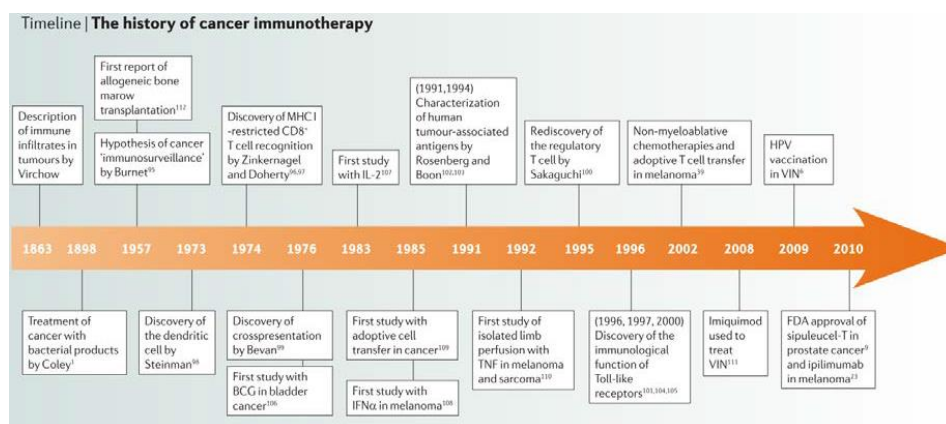 Timeline | The history of cancer immunotherapy
First report of
allogeneic bone
marow
transplantation¹¹²
Description
of immune
infiltrates in
tumours by
Virchow
Hypothesis of cancer
‘immunosurveillance’
by Burnet⁹⁵
Discovery of MHC I
-restricted CD8⁺
T cell recognition
by Zinkernagel
and Doherty⁹⁶,⁹⁷
First study
with IL-2¹⁰⁷
(1991,1994)
Characterization
of human
tumour-associated
antigens by
Rosenberg and
Boon¹⁰²,¹⁰³
Rediscovery of
the regulatory
T cell by
Sakaguchi¹⁰⁰
Non-myeloablative
chemotherapies and
adoptive T cell transfer
in melanoma³⁹
HPV
vaccination
in VIN⁶
1863 1898 1957 1973 1974 1976 1983 1985 1991 1992 1995 1996 2002 2008 2009 2010
Treatment of
cancer with
bacterial products
by Coley¹
Discovery of
the dendritic
cell by
Steinman⁹⁸
Discovery of
crosspresentation
by Bevan⁹⁹
First study with
BCG in bladder
cancer¹⁰⁶
First study with
adoptive cell
transfer in cancer¹⁰⁹
First study with
IFNα in melanoma¹⁰⁸
First study of
isolated limb
perfusion with
TNF in melanoma
and sarcoma¹¹⁰
(1996, 1997, 2000)
Discovery of the
immunological
function of
Toll-like
receptors¹⁰³,¹⁰⁴,¹⁰⁵
Imiquimod
used to
treat
VIN¹¹¹
FDA approval of
sipuleucel-T in
prostate cancer⁹
and ipilimumab
in melanoma²³